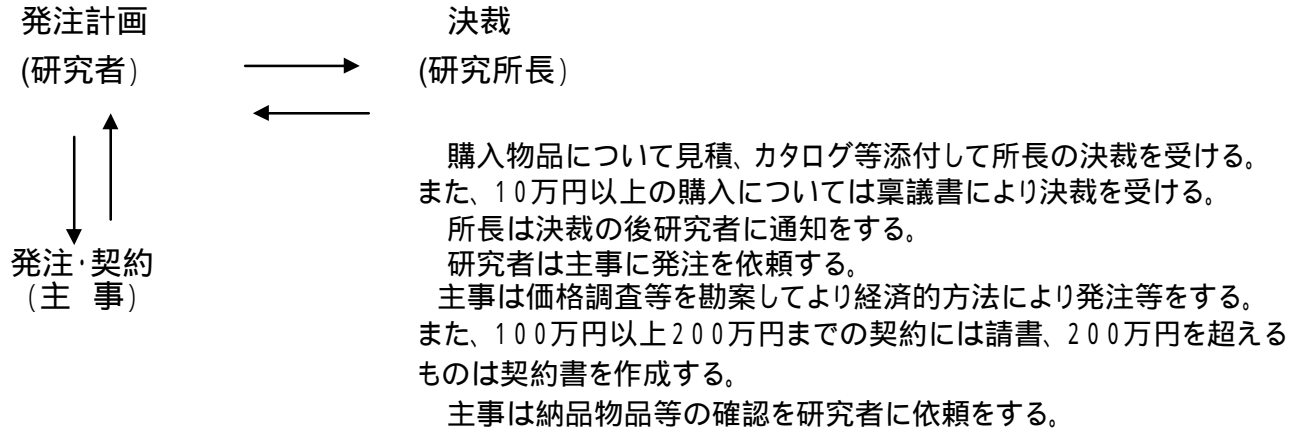 発注計画
決裁
(研究者)
(研究所長)
購入物品について見積、カタログ等添付して所長の決裁を受ける。
また、10万円以上の購入については稟議書により決裁を受ける。
所長は決裁の後研究者に通知をする。
研究者は主事に発注を依頼する。
発注・契約
(主 事)
主事は価格調査等を勘案してより経済的方法により発注等をする。
また、100万円以上200万円までの契約には請書、200万円を超える
ものは契約書を作成する。
主事は納品物品等の確認を研究者に依頼をする。